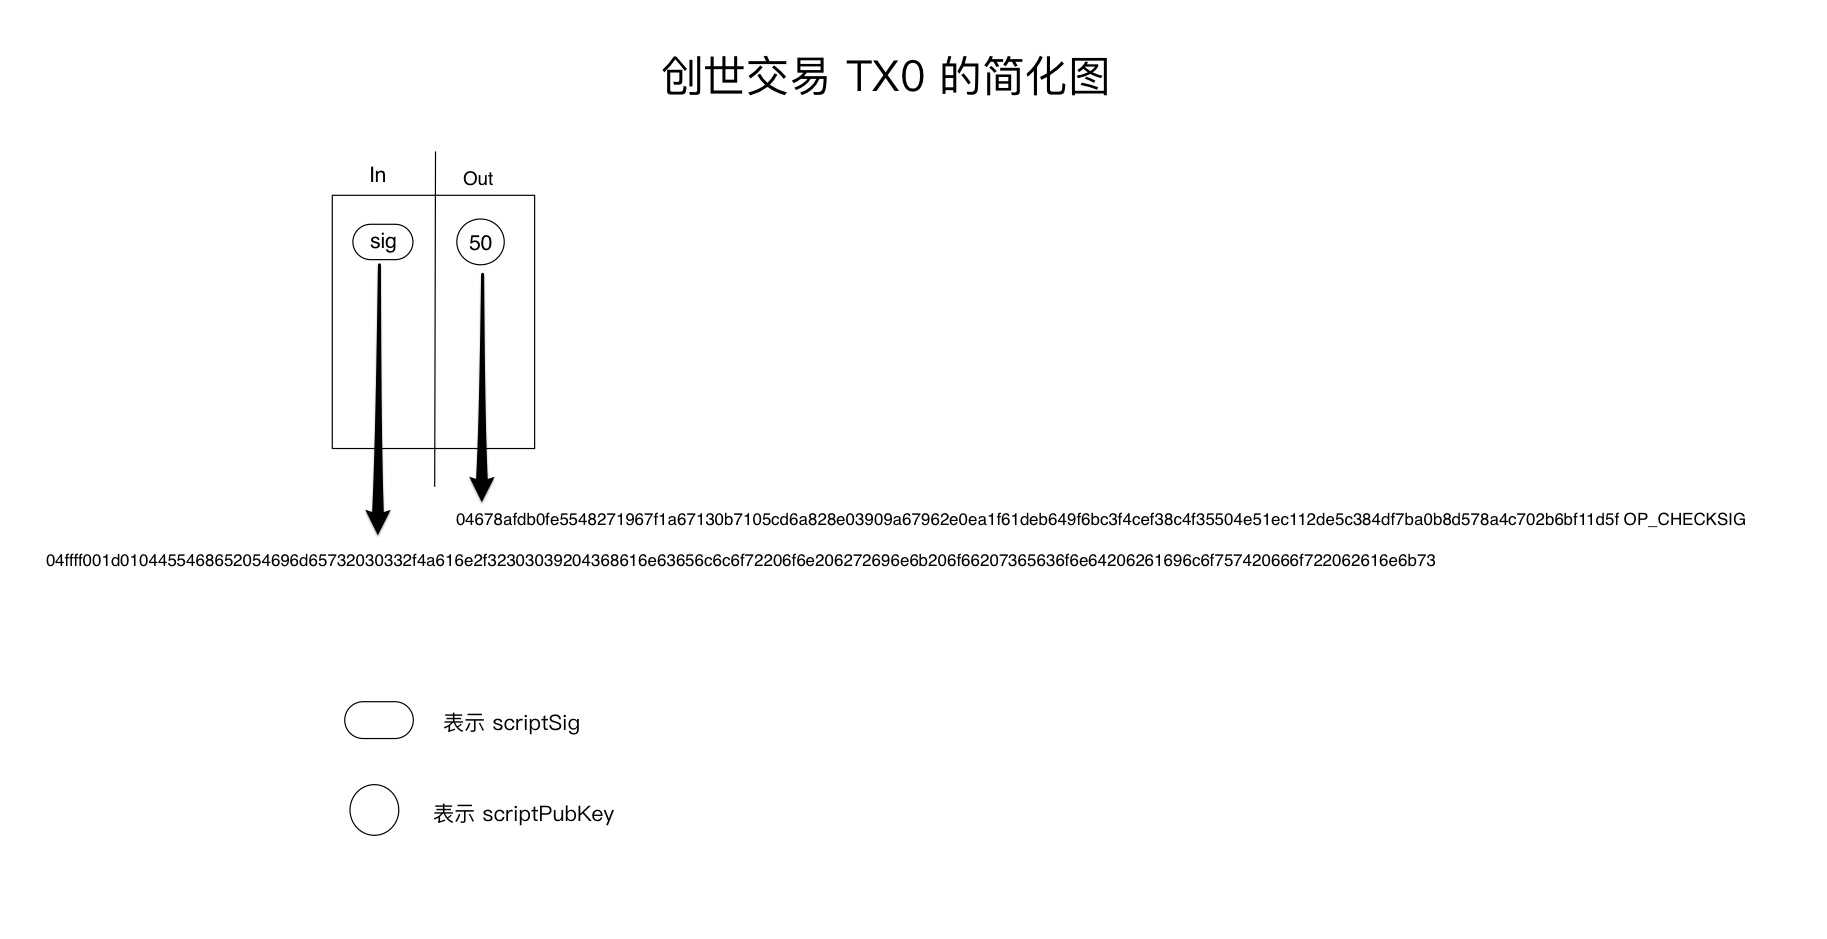 创世交易 TX0 的简化图
In
Out
sig
50
04678afdb0fe5548271967f1a67130b7105cd6a828e03909a67962e0ea1f61deb649f6bc3f4cef38c4f35504e51ec112de5c384df7ba0b8d578a4c702b6bf11d5f OP_CHECKSIG
04ffff001d0104455468652054696d65732030332f4a616e2f32303039204368616e63656c6c6f72206f6e206272696e6b206f66207365636f6e64206261696c6f757420666f722062616e6b73
表示 scriptSig
表示 scriptPubKey